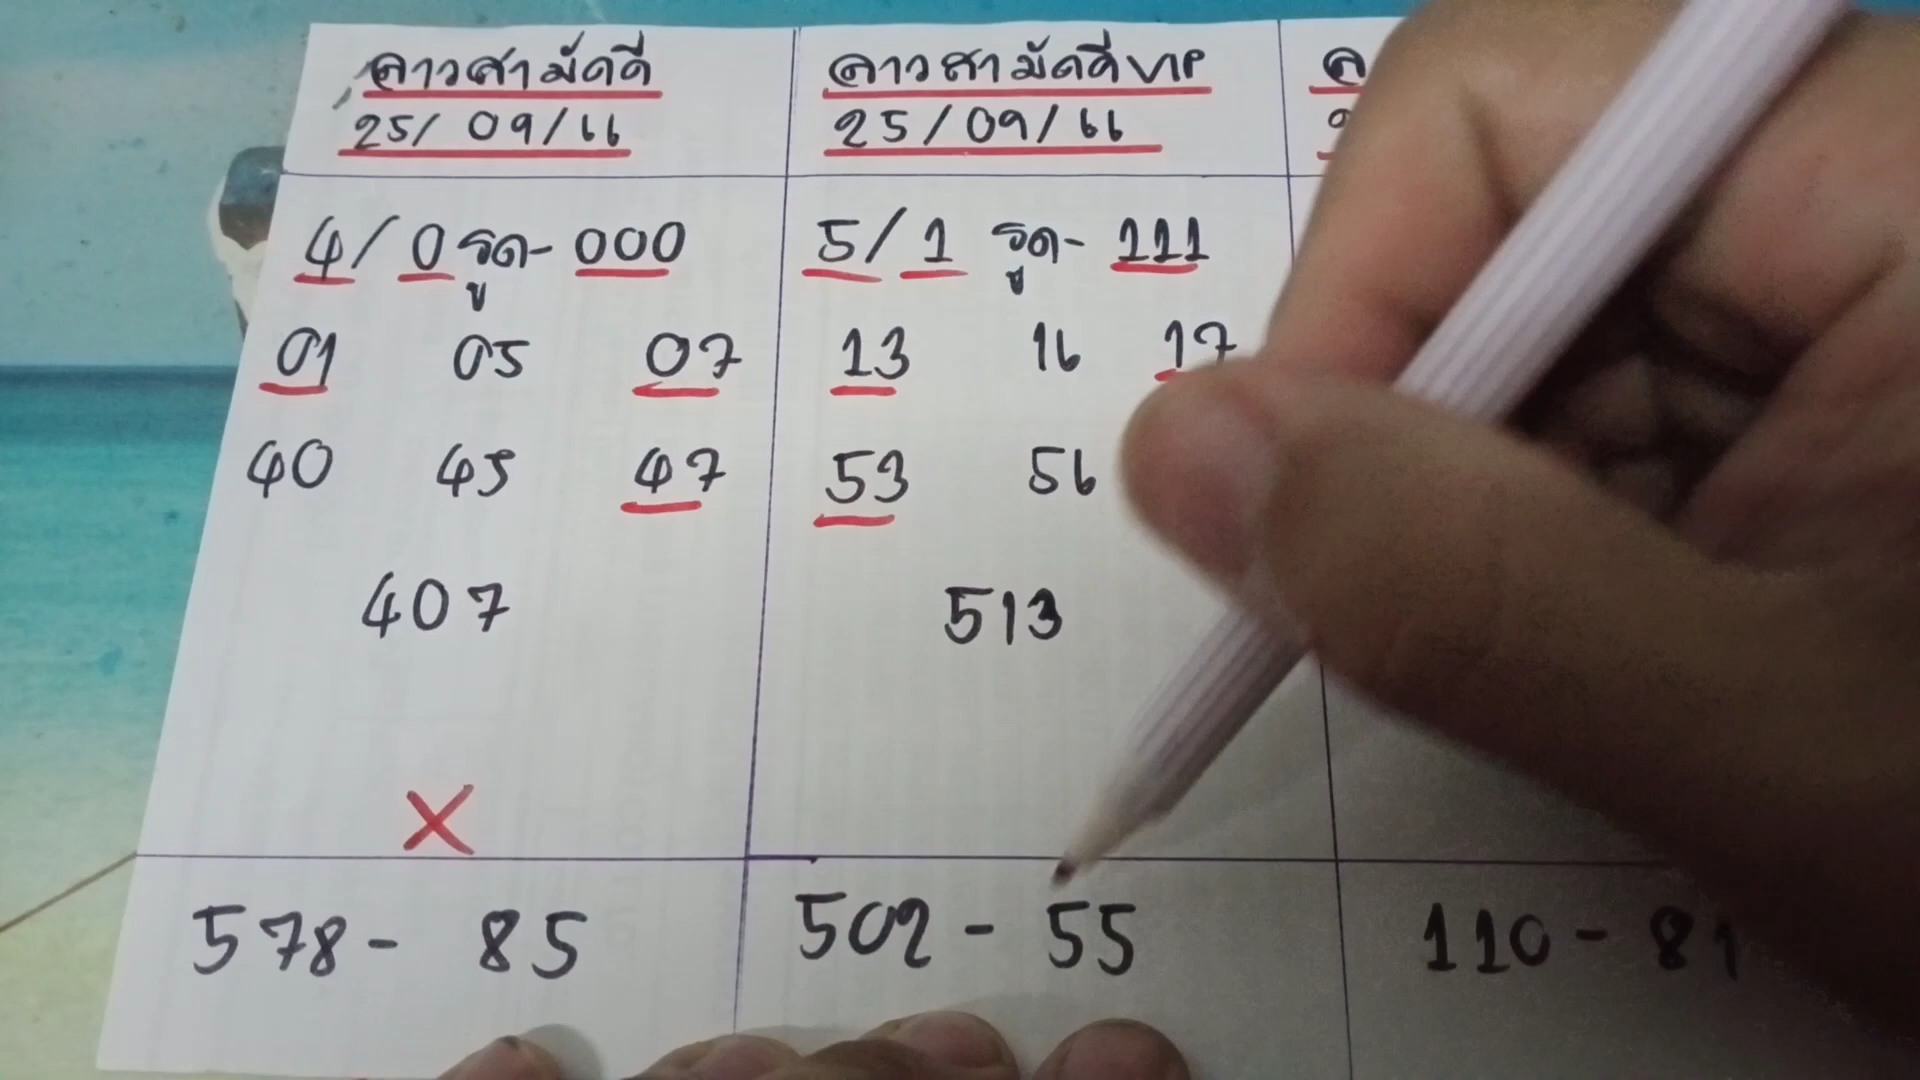 ลาวสามัคคี
25/09/66
4/0 รูด- 000
01 05 07
40 45 47
407
X
578- 85
ลาวสามัคคีVIP
25/09/66
5/1 รูด- 111
13 16 17
53 56
513
502 - 55
110 - 81